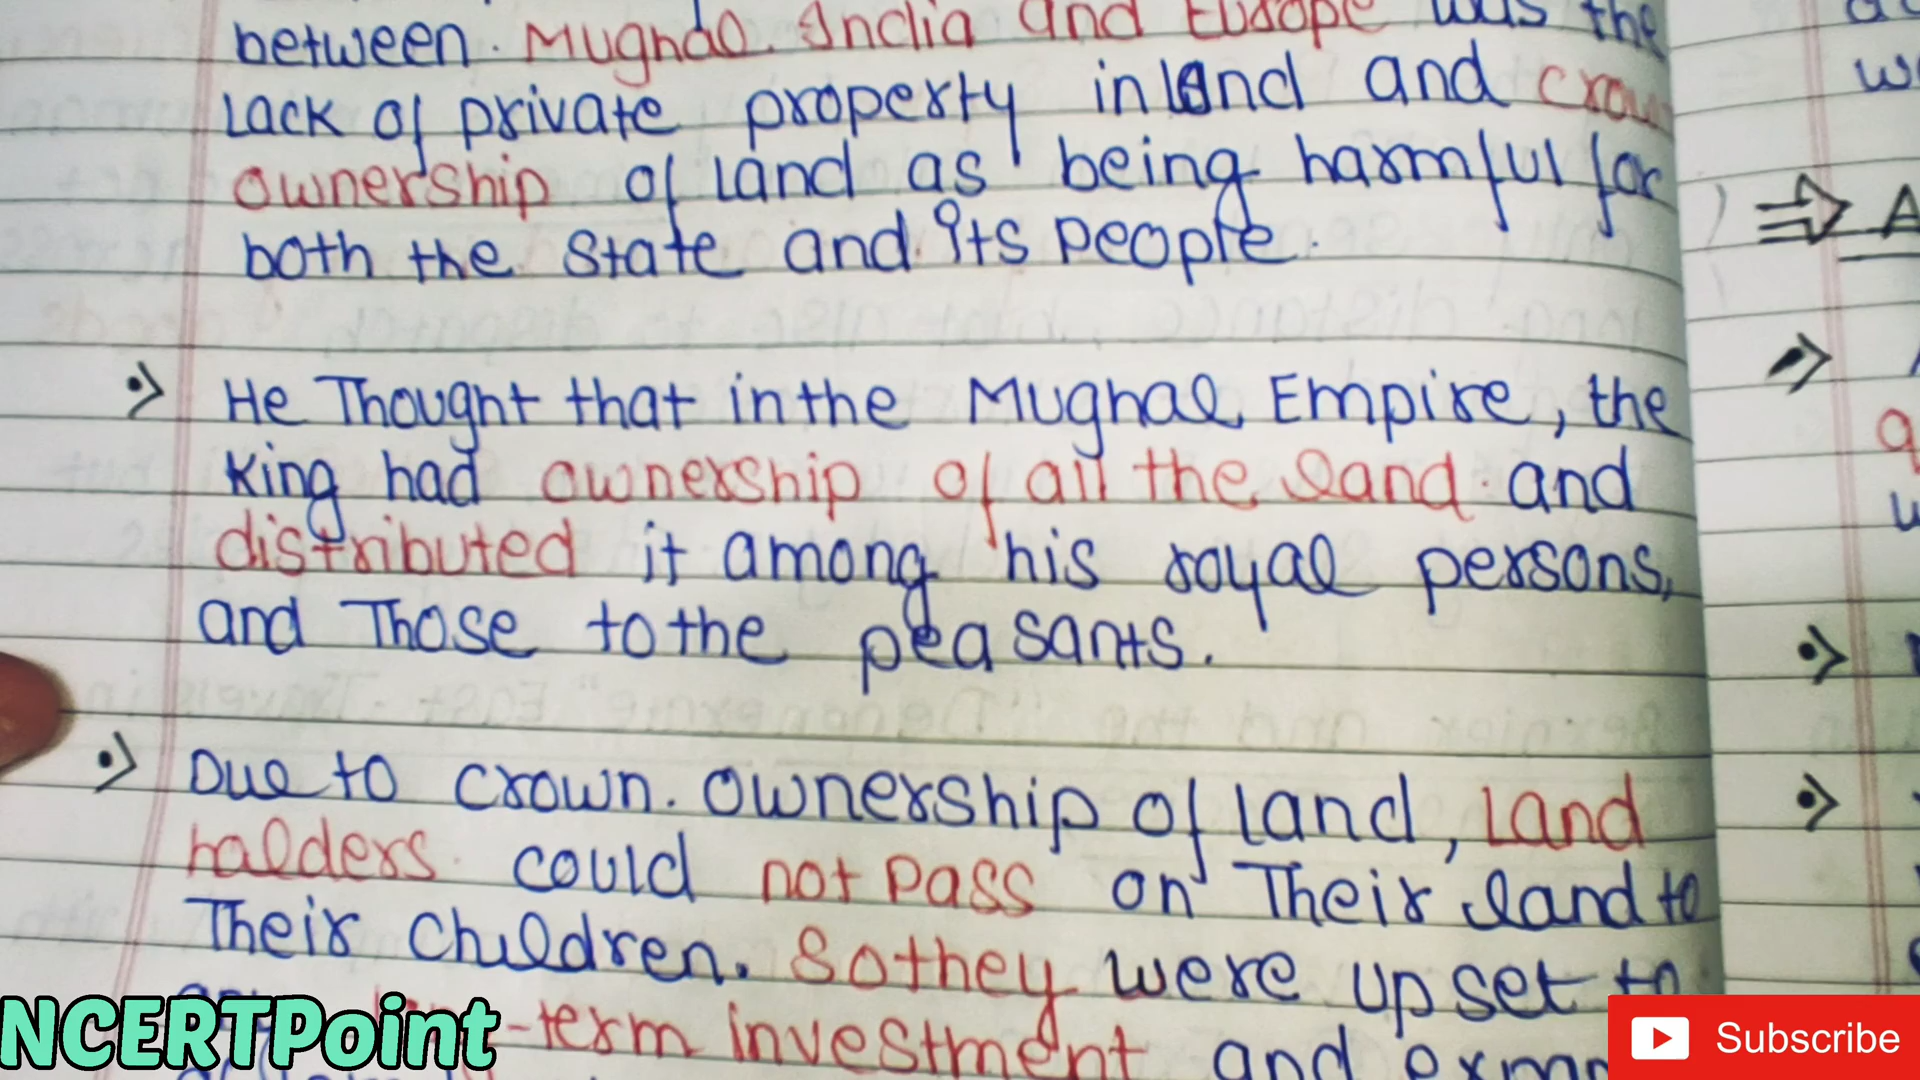 between. Mughal. India and Europe was the
Lack of private property in land and crow
ownership of land as being harmful for
both the State and its people.
He Thought that in the Mughal Empire, the
King had ownership of all the land. and
distributed it among his royal persons,
and Those to the peasants.
Due to crown. ownership of land, Land
halders could not pass on Their land to
Their Children. So they were upset to
-term investment and
NCERTPoint
Subscribe